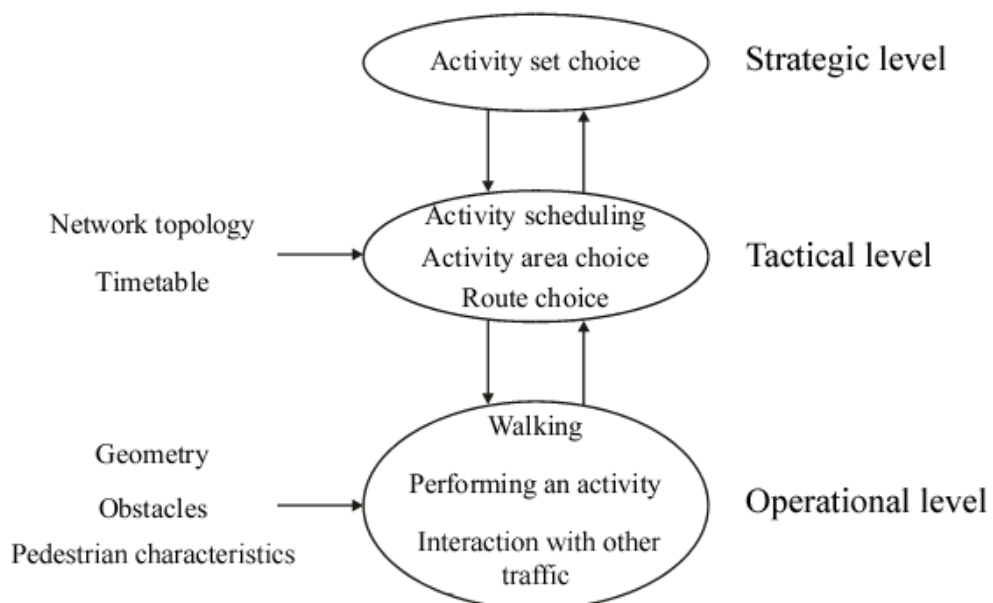 Activity set choice
Strategic level
Network topology
Timetable
Activity scheduling
Activity area choice
Route choice
Tactical level
Geometry
Obstacles
Pedestrian characteristics
Walking
Performing an activity
Interaction with other
traffic
Operational level